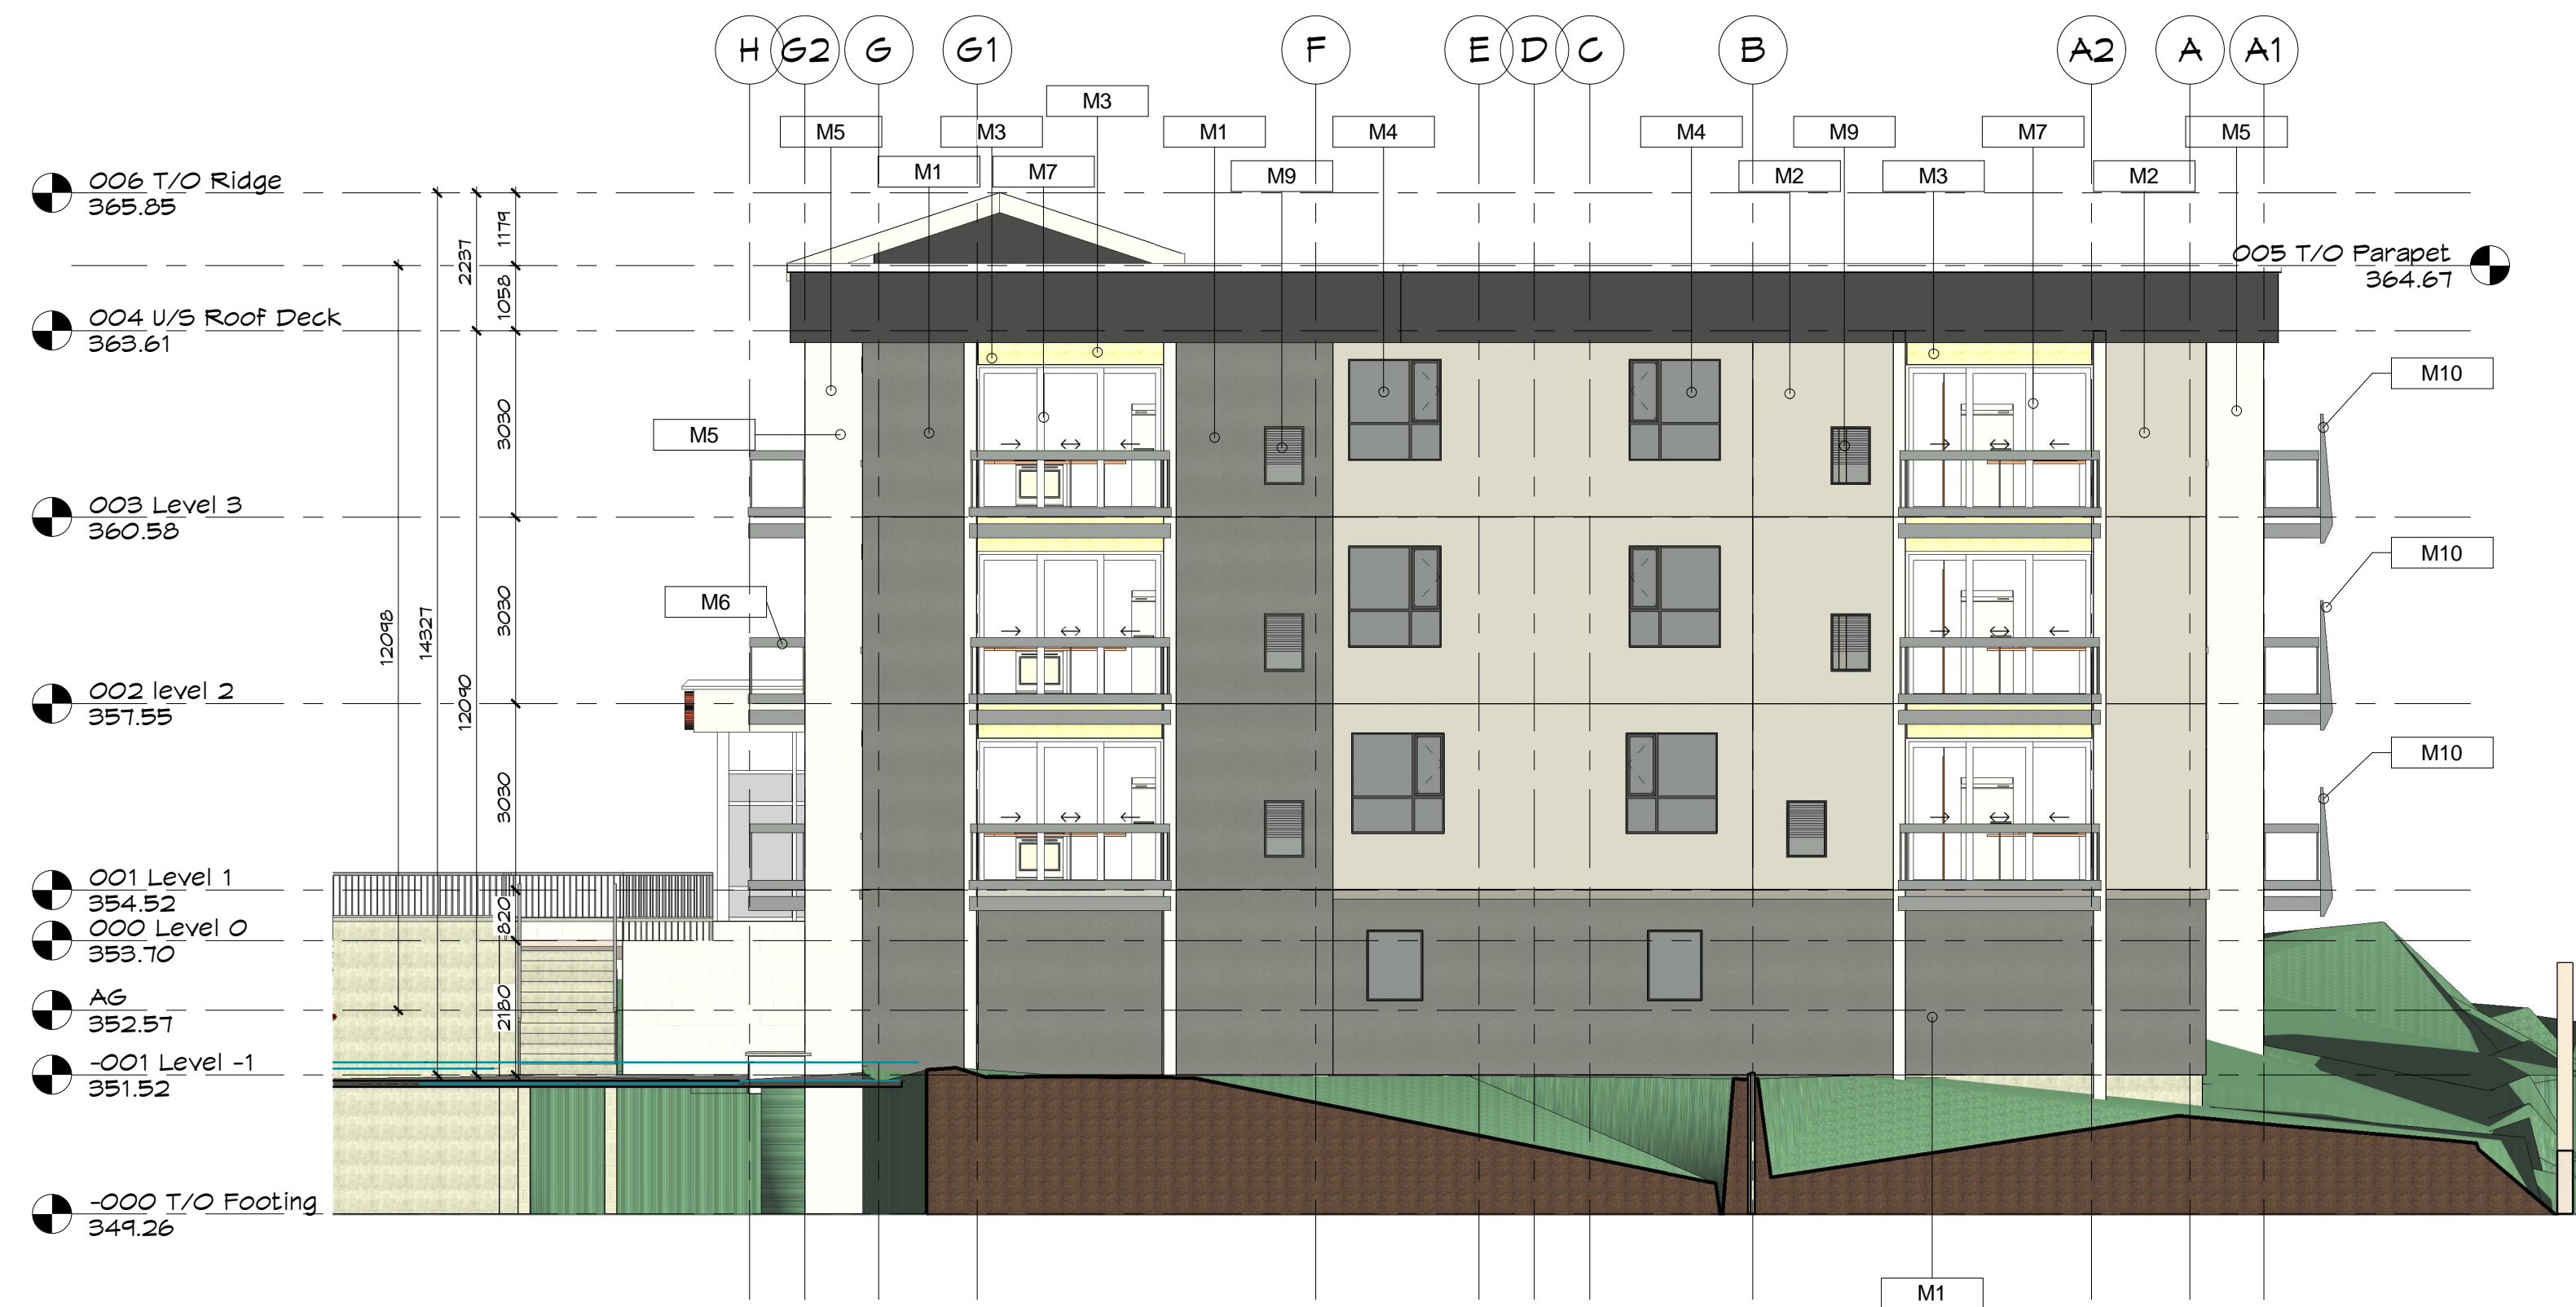 H G2 G G1 F E D C B A2 A A1
M3
M5 M3 M1 M4 M4 M9 M7 M5
M1 M7 M9 M2 M3 M2
006 T/O Ridge
365.85
1179
2237
1058
005 T/O Parapet
364.67
004 U/S Roof Deck
363.61
M10
M5
3030
003 Level 3
360.58
M10
M6
3030
12098
14327
12090
002 level 2
357.55
M10
3030
001 Level 1
354.52
820
000 Level 0
353.70
AG
352.57
2180
-001 Level -1
351.52
-000 T/O Footing
349.26
M1